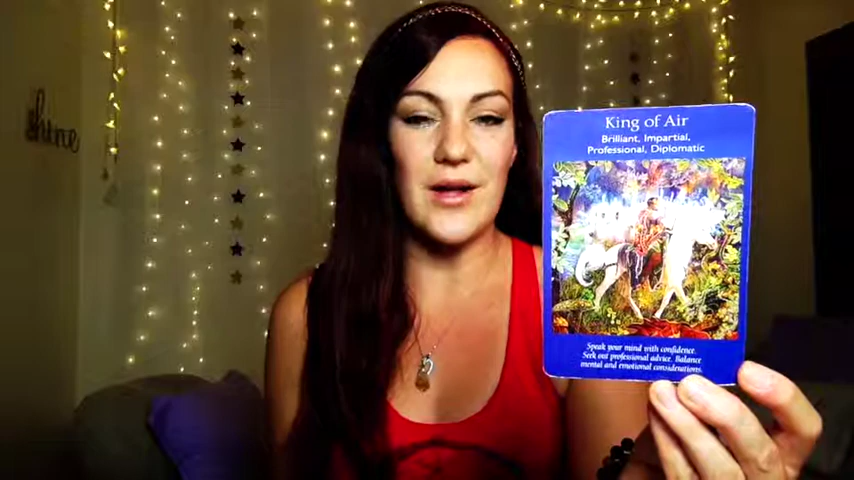 shine
King of Air
Brilliant, Impartial,
Professional, Diplomatic
Speak your mind with confidence.
Seek out professional advice. Balance
mental and emotional considerations.